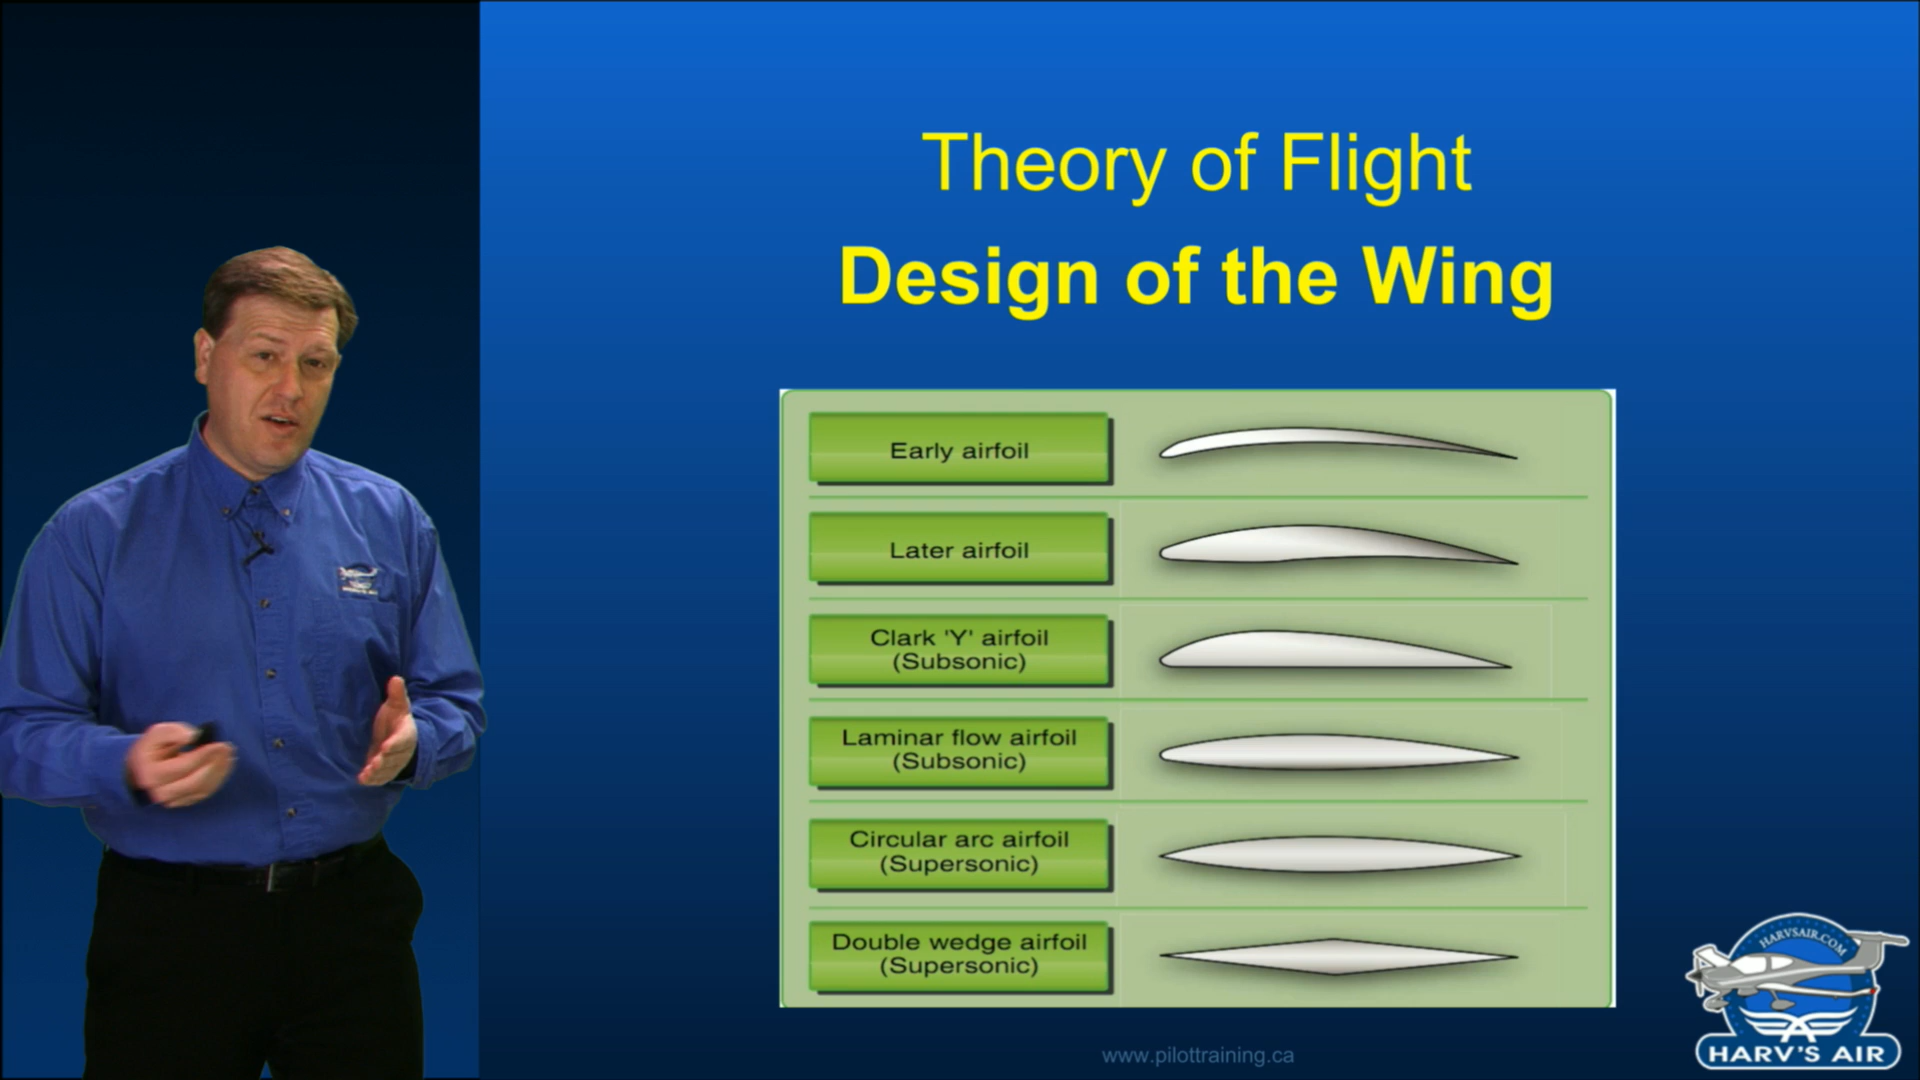 Theory of Flight
Design of the Wing
Early airfoil
Later airfoil
Clark 'Y' airfoil
(Subsonic)
Laminar flow airfoil
(Subsonic)
Circular arc airfoil
(Supersonic)
Double wedge airfoil
(Supersonic)
HARVSAIR.COM
HARV'S AIR
www.pilottraining.ca